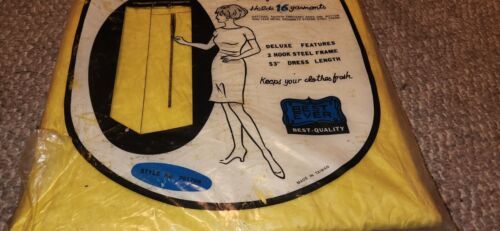 Holds 16 garments
DELUXE FEATURES
2 HOOK STEEL FRAME
53" DRESS LENGTH
Keeps your clothes fresh.
BEST
EVER
BEST-QUALITY
STYLE NO.
MADE IN TAIWAN